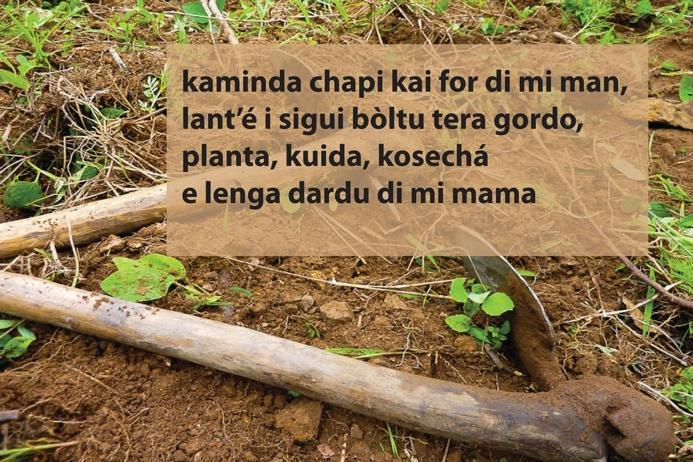 kaminda chapi kai for di mi man,
lant’é i sigui bòltu tera gordo,
planta, kuida, kosechá
e lenga dardu di mi mama